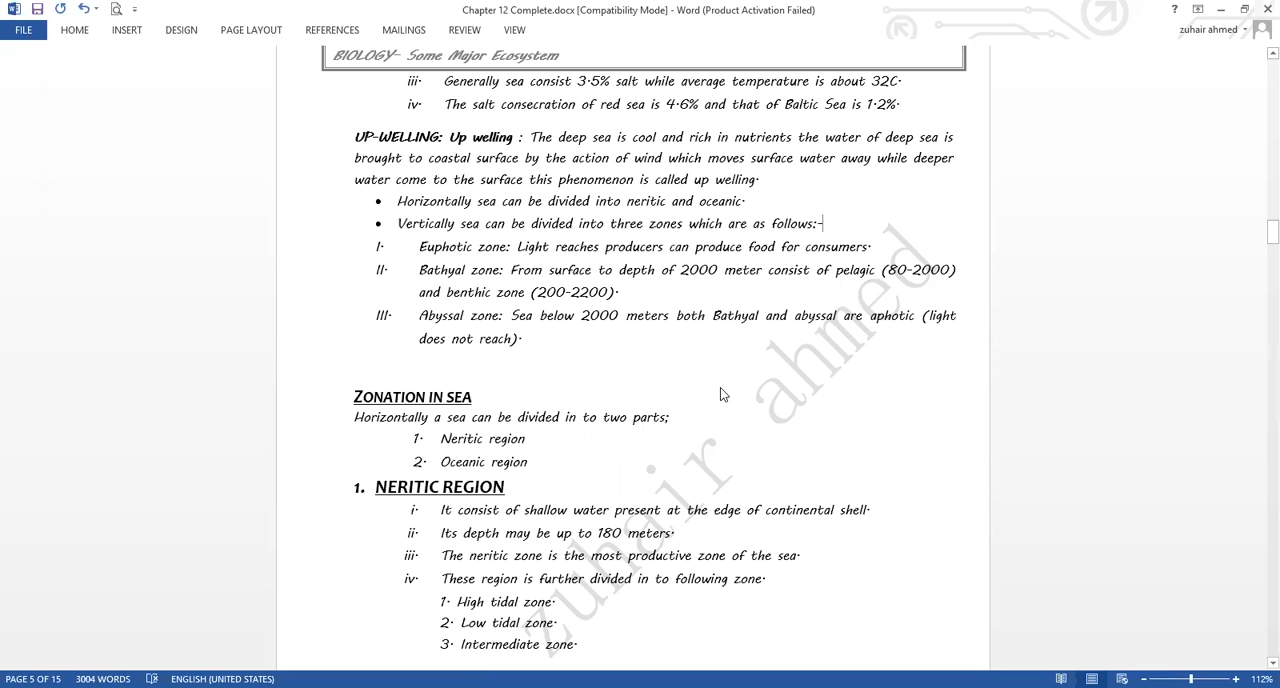 Chapter 12 Complete.docx [Compatibility Mode] - Word (Product Activation Failed)
FILE HOME INSERT DESIGN PAGE LAYOUT REFERENCES MAILINGS REVIEW VIEW zuhair ahmed
BIOLOGY- Some Major Ecosystem
iii. Generally sea consist 3.5% salt while average temperature is about 32C.
iv. The salt consecration of red sea is 4.6% and that of Baltic Sea is 1.2%.
UP-WELLING: Up welling : The deep sea is cool and rich in nutrients the water of deep sea is
brought to coastal surface by the action of wind which moves surface water away while deeper
water come to the surface this phenomenon is called up welling.
• Horizontally sea can be divided into neritic and oceanic.
• Vertically sea can be divided into three zones which are as follows:-
I. Euphotic zone: Light reaches producers can produce food for consumers.
II. Bathyal zone: From surface to depth of 2000 meter consist of pelagic (80-2000)
and benthic zone (200-2200).
III. Abyssal zone: Sea below 2000 meters both Bathyal and abyssal are aphotic (light
does not reach).
ZONATION IN SEA
Horizontally a sea can be divided in to two parts;
1. Neritic region
2. Oceanic region
1. NERITIC REGION
i. It consist of shallow water present at the edge of continental shell.
ii. Its depth may be up to 180 meters.
iii. The neritic zone is the most productive zone of the sea.
iv. These region is further divided in to following zone.
1. High tidal zone.
2. Low tidal zone.
3. Intermediate zone.
zuhair ahmed
PAGE 5 OF 15 3004 WORDS ENGLISH (UNITED STATES) 112%